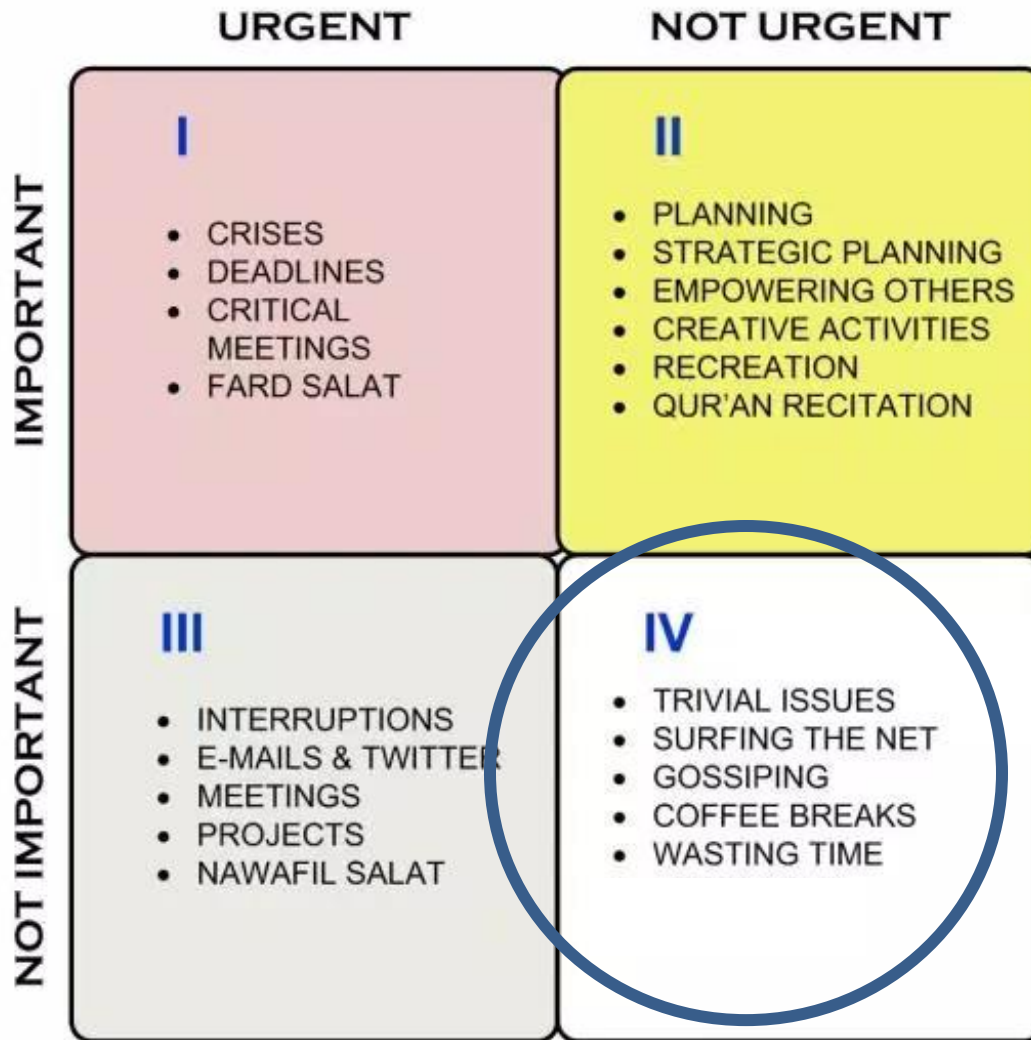 URGENT
NOT URGENT
IMPORTANT
I
• CRISES
• DEADLINES
• CRITICAL
MEETINGS
• FARD SALAT
II
• PLANNING
• STRATEGIC PLANNING
• EMPOWERING OTHERS
• CREATIVE ACTIVITIES
• RECREATION
• QUR'AN RECITATION
NOT IMPORTANT
III
• INTERRUPTIONS
• E-MAILS & TWITTER
• MEETINGS
• PROJECTS
• NAWAFIL SALAT
IV
• TRIVIAL ISSUES
• SURFING THE NET
• GOSSIPING
• COFFEE BREAKS
• WASTING TIME